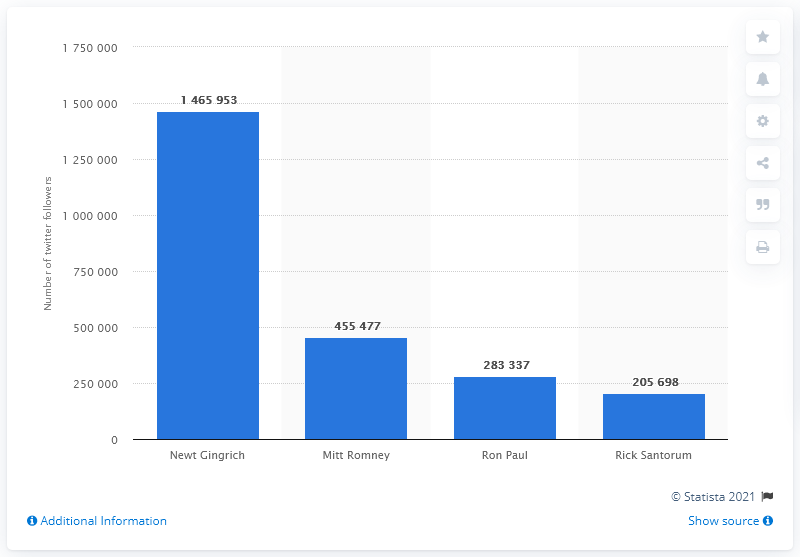 Number of twitter followers
1 750 000
1 500 000
1 250 000
1 000 000
750 000
500 000
250 000
0
1 465 953
455 477
283 337
205 698
Newt Gingrich
Mitt Romney
Ron Paul
Rick Santorum
© Statista 2021
Additional Information
Show source